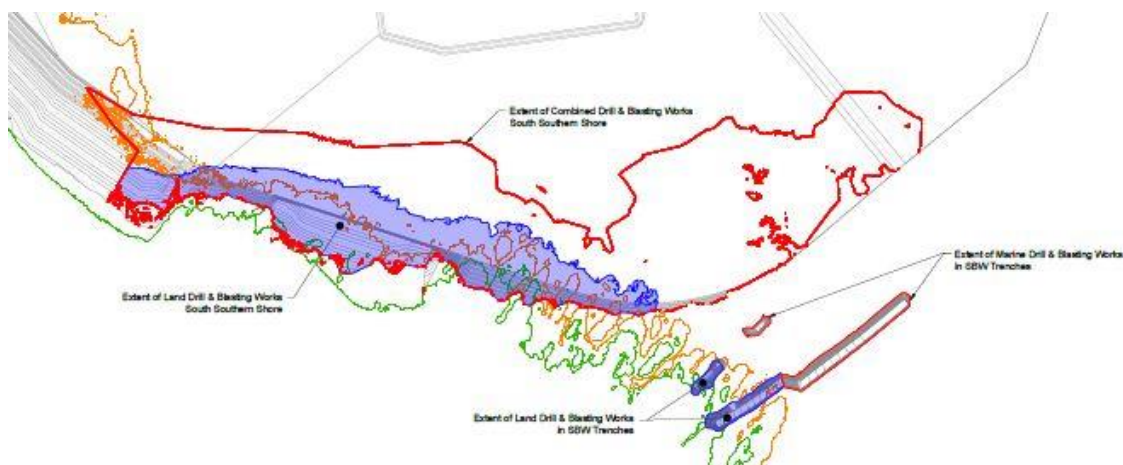 Extent of Combined Drill & Blasting Works
South Southern Shore
Extent of Marine Drill & Blasting Works
in SBW Trenches
Extent of Land Drill & Blasting Works
South Southern Shore
Extent of Land Drill & Blasting Works
in SBW Trenches